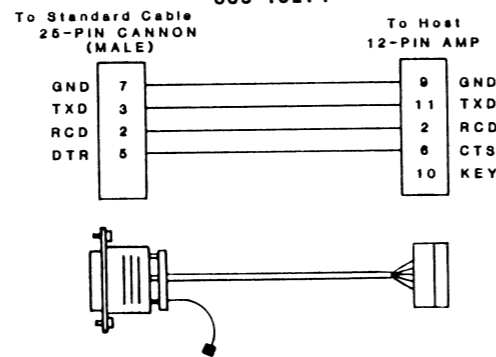 To Standard Cable
25-PIN CANNON
(MALE)
To Host
12-PIN AMP
GND 7 9 GND
TXD 3 11 TXD
RCD 2 2 RCD
DTR 5 6 CTS
10 KEY